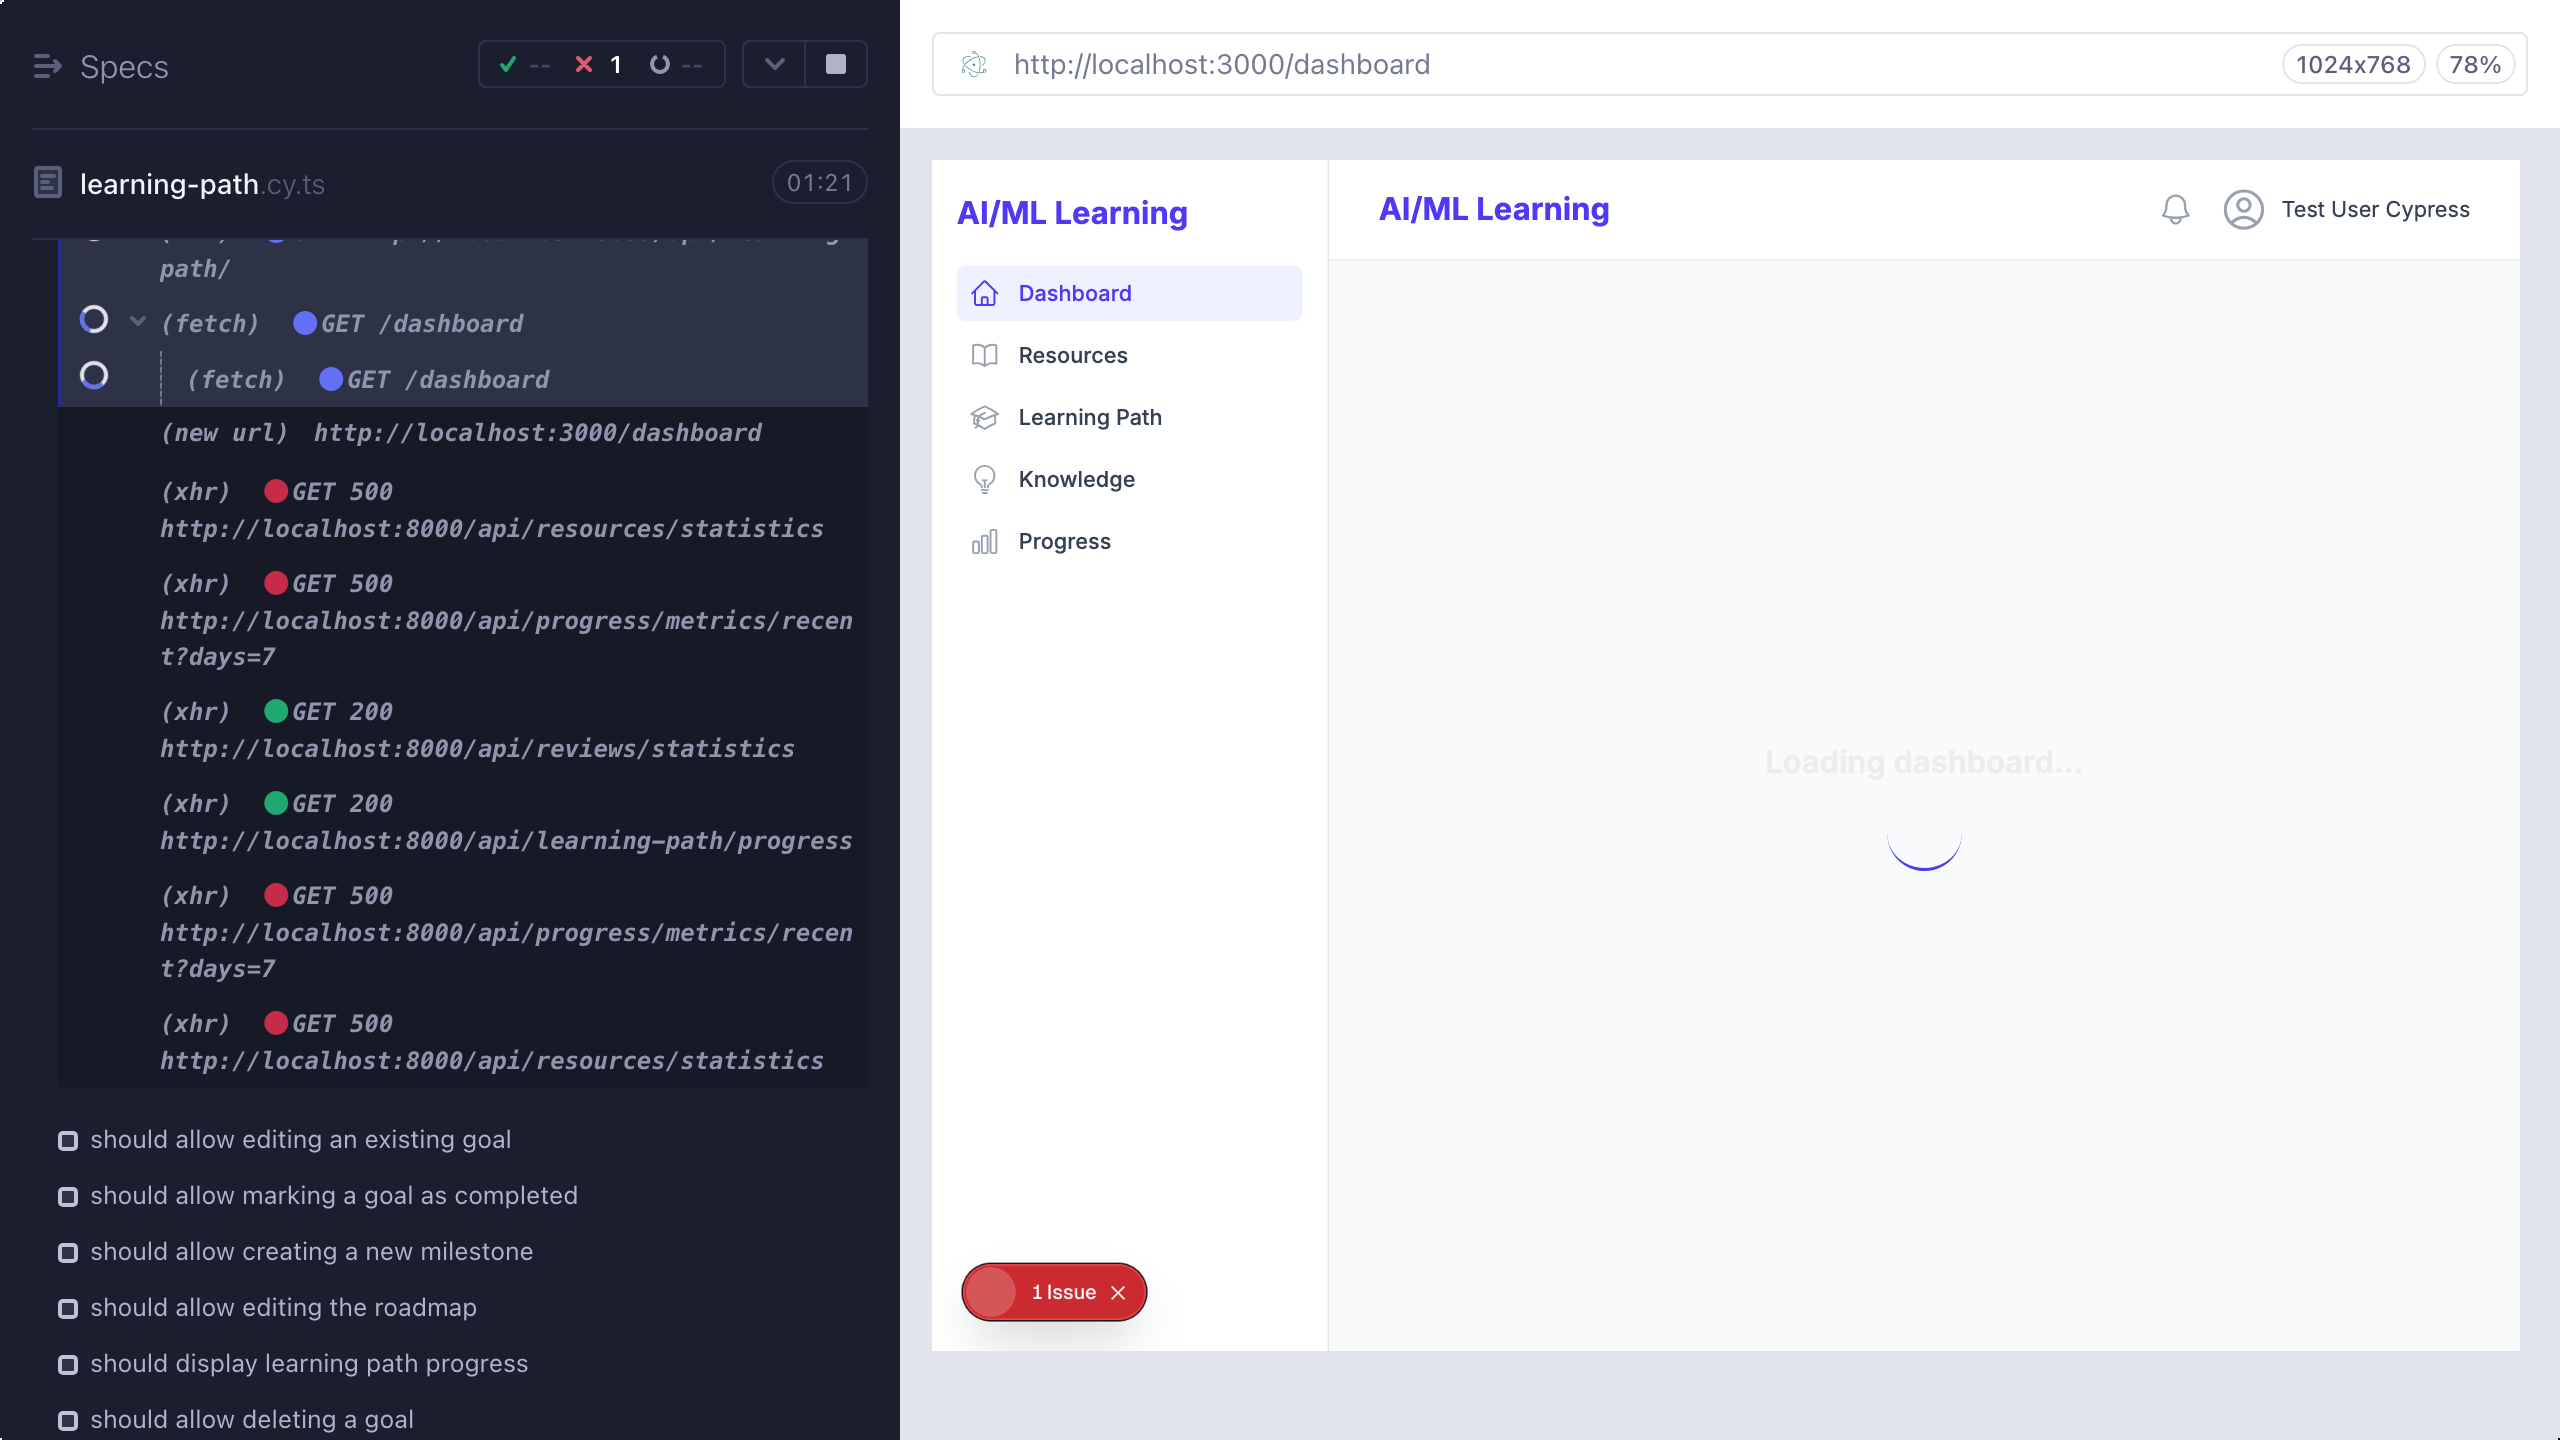 Specs
-- 1 --
learning-path.cy.ts
01:21
path/
(fetch) GET /dashboard
(fetch) GET /dashboard
(new url) http://localhost:3000/dashboard
(xhr) GET 500
http://localhost:8000/api/resources/statistics
(xhr) GET 500
http://localhost:8000/api/progress/metrics/recen
t?days=7
(xhr) GET 200
http://localhost:8000/api/reviews/statistics
(xhr) GET 200
http://localhost:8000/api/learning-path/progress
(xhr) GET 500
http://localhost:8000/api/progress/metrics/recen
t?days=7
(xhr) GET 500
http://localhost:8000/api/resources/statistics
should allow editing an existing goal
should allow marking a goal as completed
should allow creating a new milestone
should allow editing the roadmap
should display learning path progress
should allow deleting a goal
http://localhost:3000/dashboard
1024x768
78%
AI/ML Learning
Dashboard
Resources
Learning Path
Knowledge
Progress
1 Issue
AI/ML Learning
Test User Cypress
Loading dashboard...